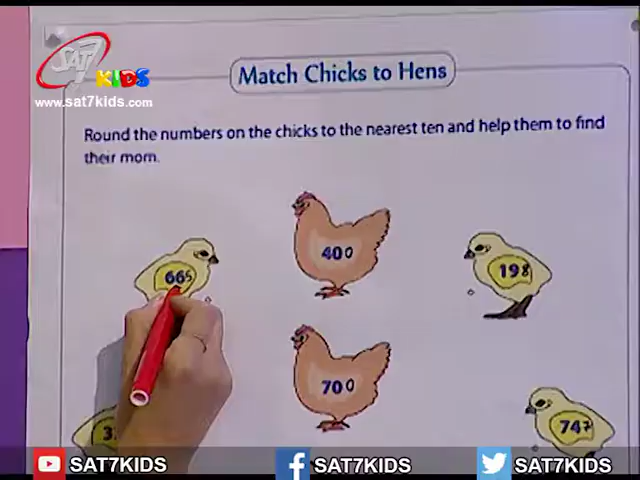 SAT7
KIDS
www.sat7kids.com
Match Chicks to Hens
Round the numbers on the chicks to the nearest ten and help them to find
their mom.
400
665
198
700
747
SAT7KIDS
SAT7KIDS
SAT7KIDS